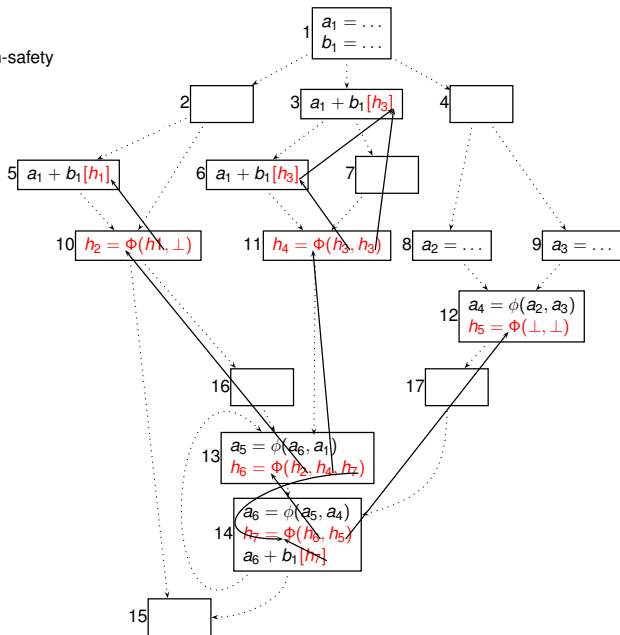 1 a₁ = ...
b₁ = ...
n-safety
2
3 a₁ + b₁[h₃]
4
5 a₁ + b₁[h₁]
6 a₁ + b₁[h₃]
7
10 h₂ = Φ(h1, ⊥)
11 h₄ = Φ(h₃, h₃)
8 a₂ = ...
9 a₃ = ...
12 a₄ = ϕ(a₂, a₃)
h₅ = Φ(⊥, ⊥)
16
17
13 a₅ = ϕ(a₆, a₁)
h₆ = Φ(h₂, h₄, h₇)
14 a₆ = ϕ(a₅, a₄)
h₇ = Φ(h₆, h₅)
a₆ + b₁[h₇]
15